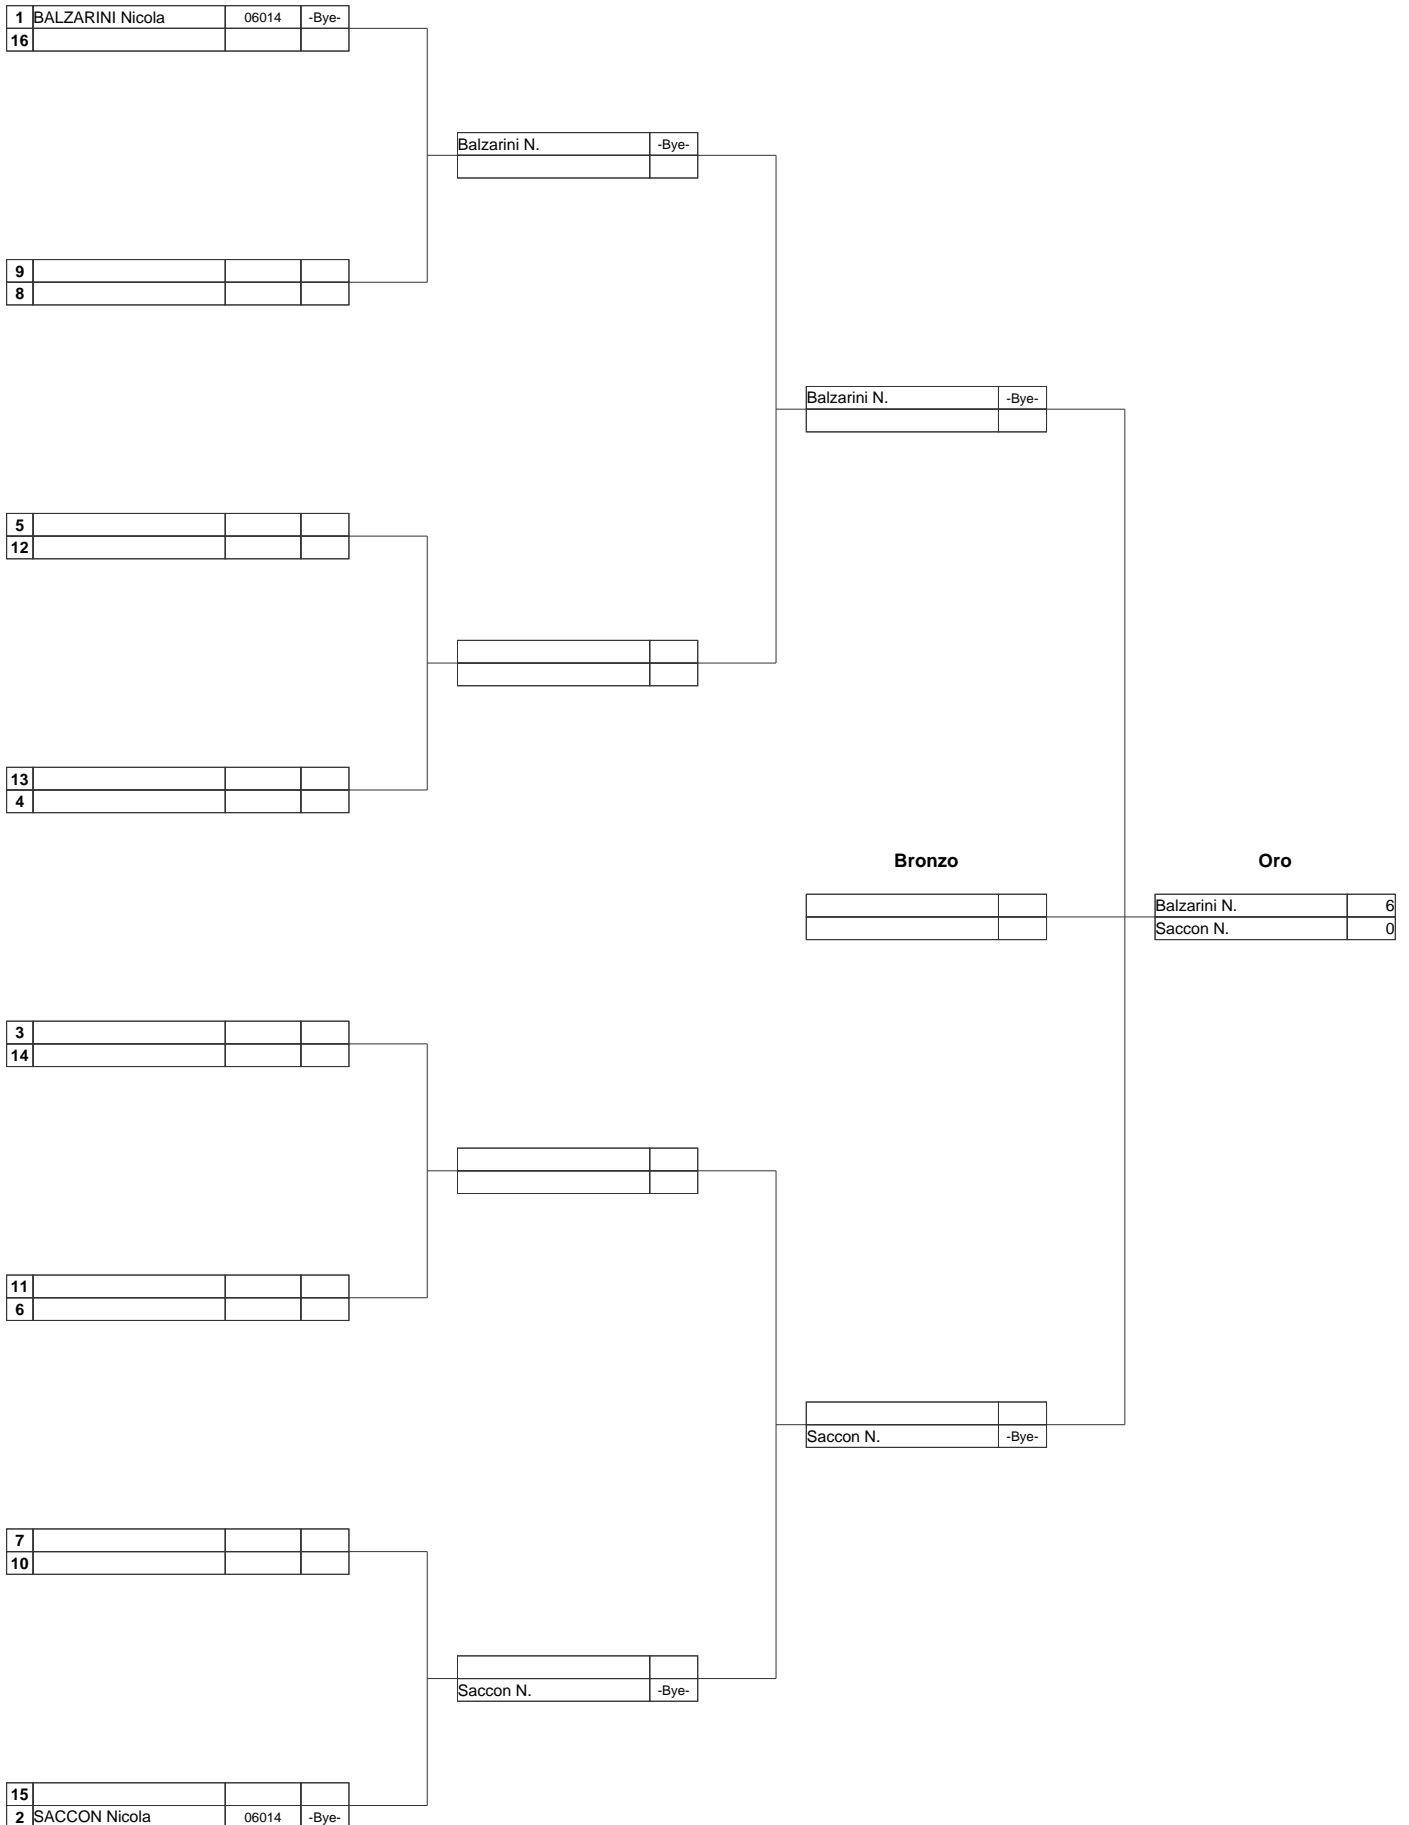 1 BALZARINI Nicola 06014 -Bye-
16
Balzarini N. -Bye-
9
8
Balzarini N. -Bye-
5
12
13
4
Bronzo Oro
Balzarini N. 6
Saccon N. 0
3
14
11
6
Saccon N. -Bye-
7
10
Saccon N. -Bye-
15
2 SACCON Nicola 06014 -Bye-